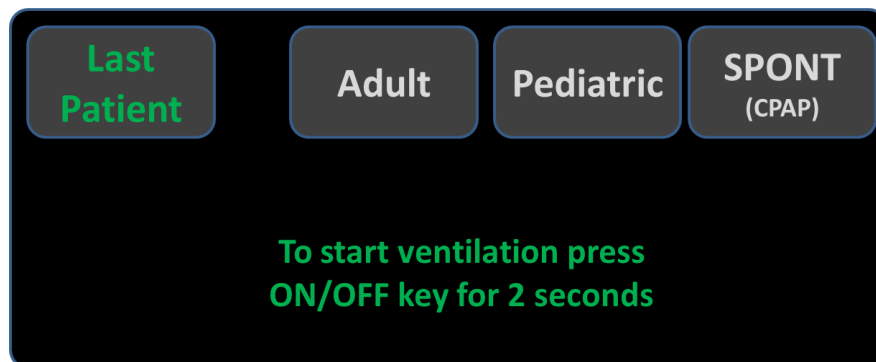 Last
Patient
Adult
Pediatric
SPONT
(CPAP)
To start ventilation press
ON/OFF key for 2 seconds